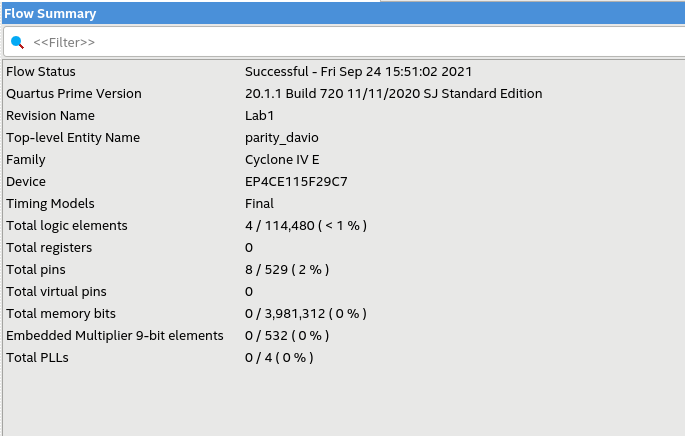 Flow Summary
<<Filter>>
Flow Status Successful - Fri Sep 24 15:51:02 2021
Quartus Prime Version 20.1.1 Build 720 11/11/2020 SJ Standard Edition
Revision Name Lab1
Top-level Entity Name parity_davio
Family Cyclone IV E
Device EP4CE115F29C7
Timing Models Final
Total logic elements 4 / 114,480 ( < 1 % )
Total registers 0
Total pins 8 / 529 ( 2 % )
Total virtual pins 0
Total memory bits 0 / 3,981,312 ( 0 % )
Embedded Multiplier 9-bit elements 0 / 532 ( 0 % )
Total PLLs 0 / 4 ( 0 % )